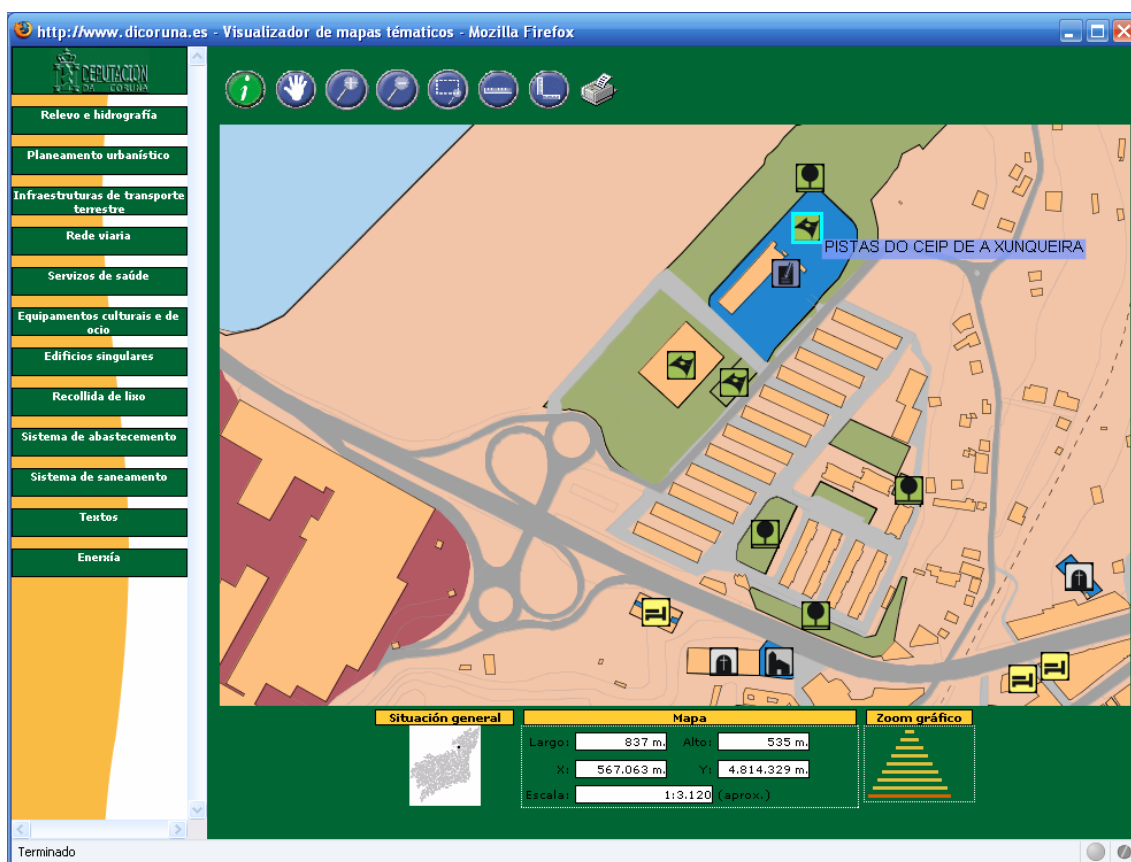 http://www.dicoruna.es - Visualizador de mapas témáticos - Mozilla Firefox
DEPUTACION
DA CORUÑA
Relevo e hidrografía
Planeamento urbanístico
Infraestruturas de transporte
terrestre
Rede viaria
Servizos de saúde
Equipamentos culturais e de
ocio
Edificios singulares
Recollida de lixo
Sistema de abastecemento
Sistema de saneamento
Textos
Enerxía
PISTAS DO CEIP DE A XUNQUEIRA
Situación general
Mapa
Zoom gráfico
Largo: 837 m. Alto: 535 m.
X: 567.063 m. Y: 4.814.329 m.
Escala: 1:3.120 (aprox.)
Terminado